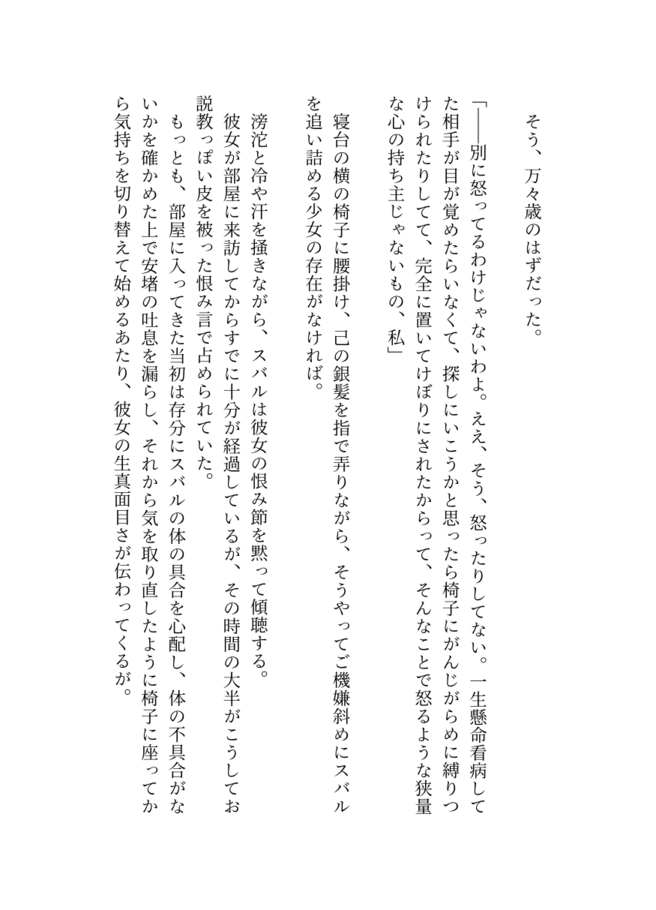 そう、万々歳のはずだった。
「――別に怒ってるわけじゃないわよ。ええ、そう、怒ったりしてない。一生懸命看病して
た相手が目が覚めたらいなくて、探しにいこうかと思ったら椅子にがんじがらめに縛りつ
けられたりしてて、完全に置いてけぼりにされたからって、そんなことで怒るような狭量
な心の持ち主じゃないもの、私」
寝台の横の椅子に腰掛け、己の銀髪を指で弄りながら、そうやってご機嫌斜めにスバル
を追い詰める少女の存在がなければ。
滂沱と冷や汗を掻きながら、スバルは彼女の恨み節を黙って傾聴する。
彼女が部屋に来訪してからすでに十分が経過しているが、その時間の大半がこうしてお
説教っぽい皮を被った恨み言で占められていた。
もっとも、部屋に入ってきた当初は存分にスバルの体の具合を心配し、体の不具合がな
いかを確かめた上で安堵の吐息を漏らし、それから気を取り直したように椅子に座ってか
ら気持ちを切り替えて始めるあたり、彼女の生真面目さが伝わってくるが。